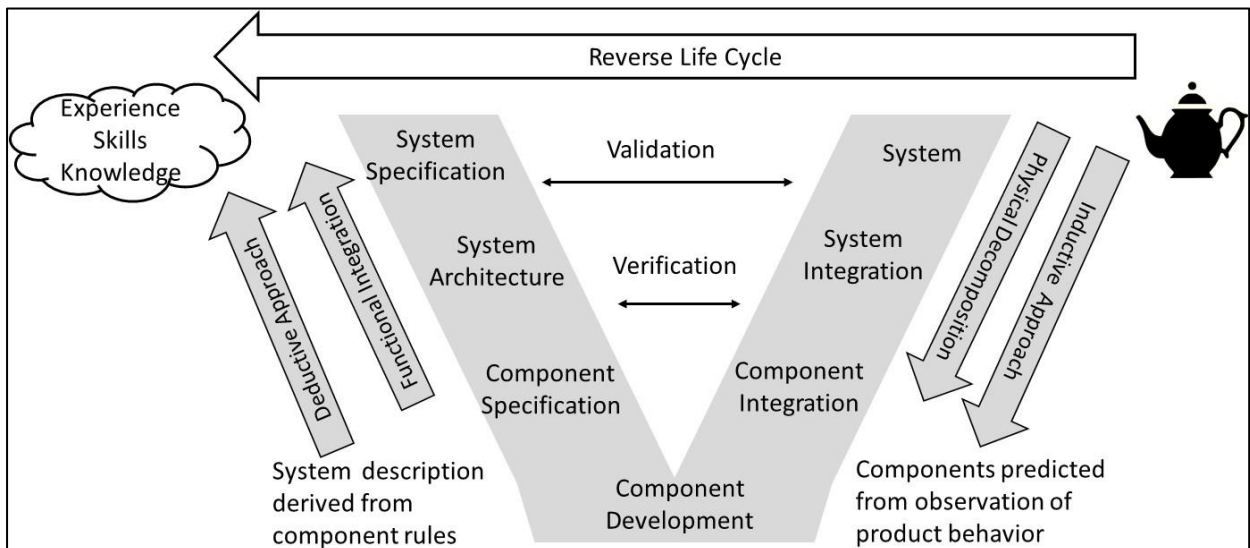 Reverse Life Cycle
Experience
Skills
Knowledge
Deductive Approach
Functional Integration
System description
derived from
component rules
System
Specification
System
Architecture
Component
Specification
Component
Development
Validation
Verification
System
System
Integration
Component
Integration
Physical Decomposition
Inductive Approach
Components predicted
from observation of
product behavior